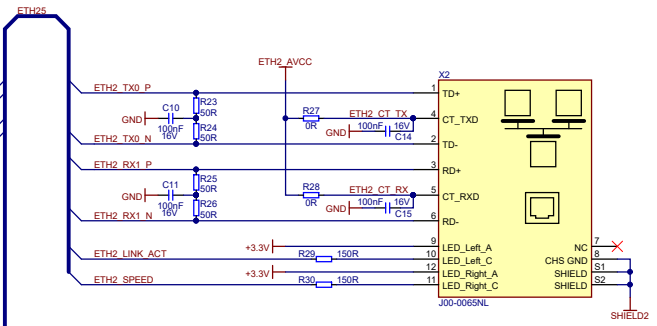 ETH25
ETH2_AVCC
X2
ETH2_TX0_P
1
TD+
R23
50R
C10
GND
100nF
16V
R24
50R
R27
0R
ETH2_CT_TX
4
CT_TXD
GND
100nF
16V
C14
ETH2_TX0_N
2
TD-
ETH2_RX1_P
3
RD+
R25
50R
C11
GND
100nF
16V
R26
50R
R28
0R
ETH2_CT_RX
5
CT_RXD
GND
100nF
16V
C15
ETH2_RX1_N
6
RD-
+3.3V
9
LED_Left_A
NC
7
ETH2_LINK_ACT
R29
150R
10
LED_Left_C
CHS GND
8
+3.3V
12
LED_Right_A
SHIELD
S1
ETH2_SPEED
R30
150R
11
LED_Right_C
SHIELD
S2
J00-0065NL
SHIELD2